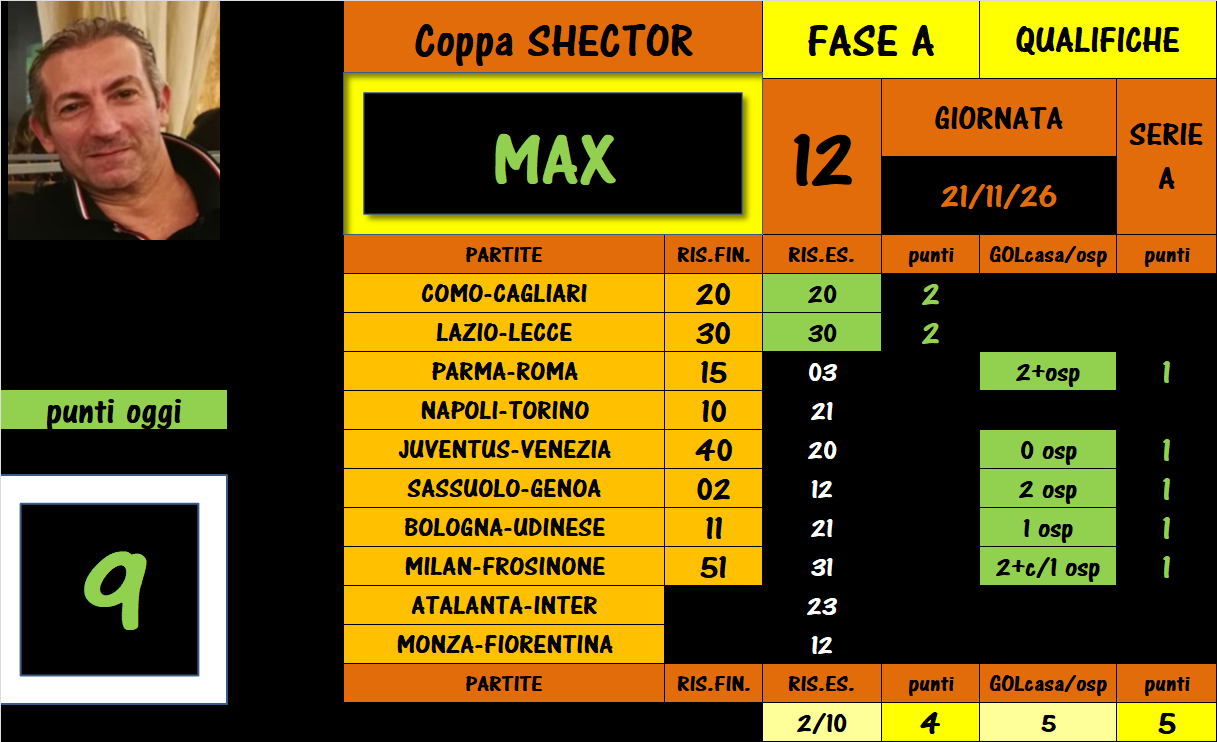 Coppa SHECTOR FASE A QUALIFICHE
MAX 12 GIORNATA SERIE A
21/11/26
PARTITE RIS.FIN. RIS.ES. punti GOLcasa/osp punti
COMO-CAGLIARI 20 20 2
LAZIO-LECCE 30 30 2
PARMA-ROMA 15 03 2+osp 1
punti oggi
NAPOLI-TORINO 10 21
JUVENTUS-VENEZIA 40 20 0 osp 1
SASSUOLO-GENOA 02 12 2 osp 1
BOLOGNA-UDINESE 11 21 1 osp 1
MILAN-FROSINONE 51 31 2+c/1 osp 1
9
ATALANTA-INTER 23
MONZA-FIORENTINA 12
PARTITE RIS.FIN. RIS.ES. punti GOLcasa/osp punti
2/10 4 5 5